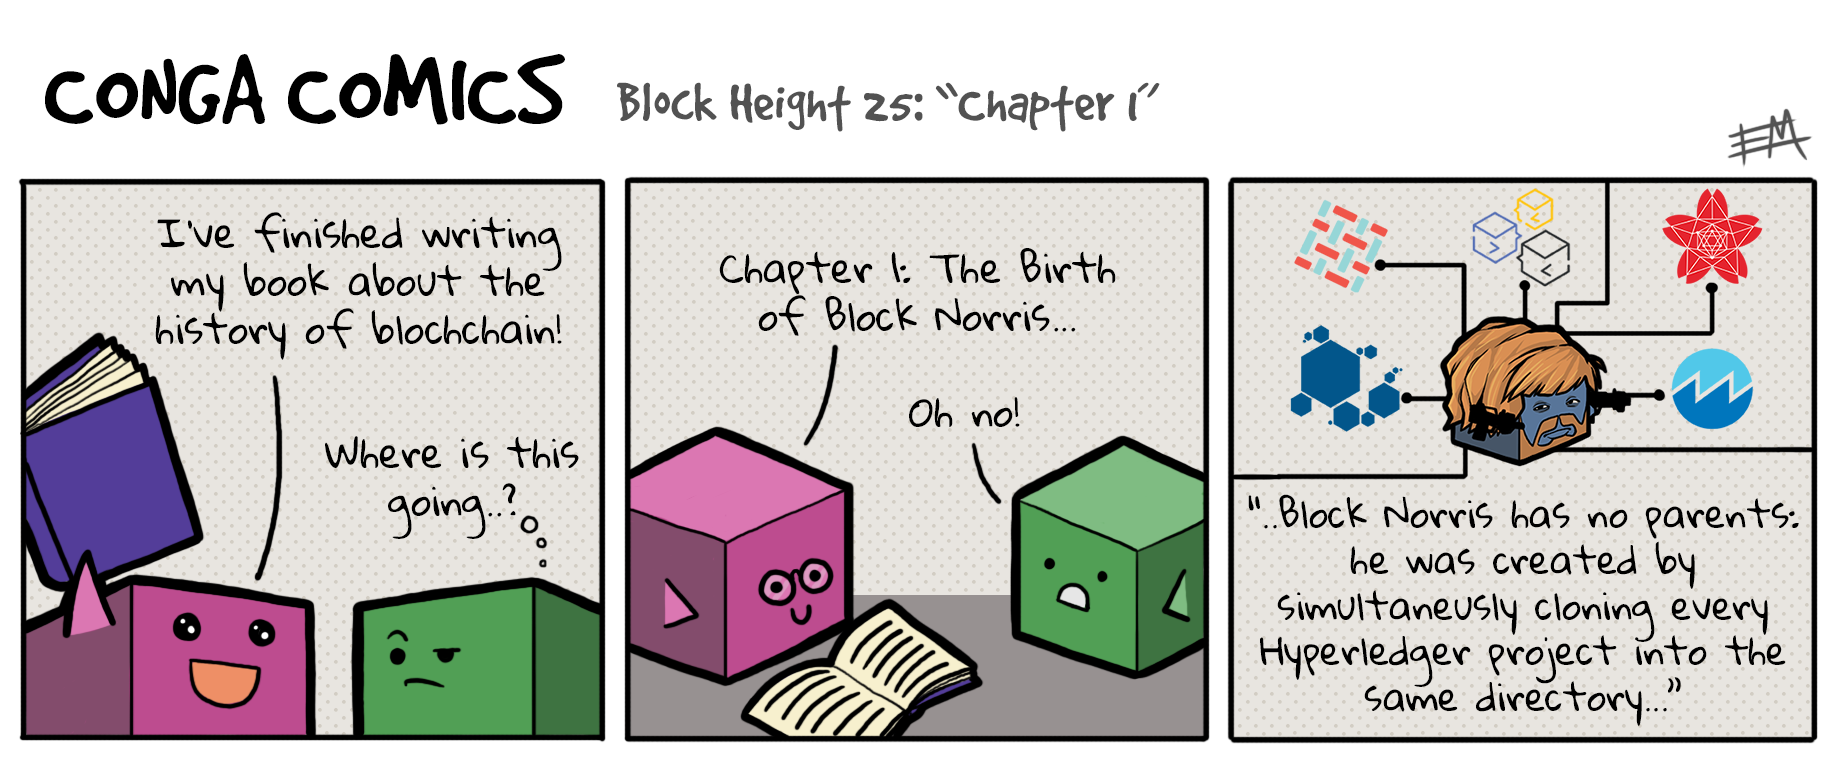 CONGA COMICS Block Height 25: "Chapter 1"
EM
I've finished writing
my book about the
history of blochchain!
Where is this
going..?
Chapter 1: The Birth
of Block Norris...
Oh no!
"..Block Norris has no parents:
he was created by
simultaneusly cloning every
Hyperledger project into the
same directory..."